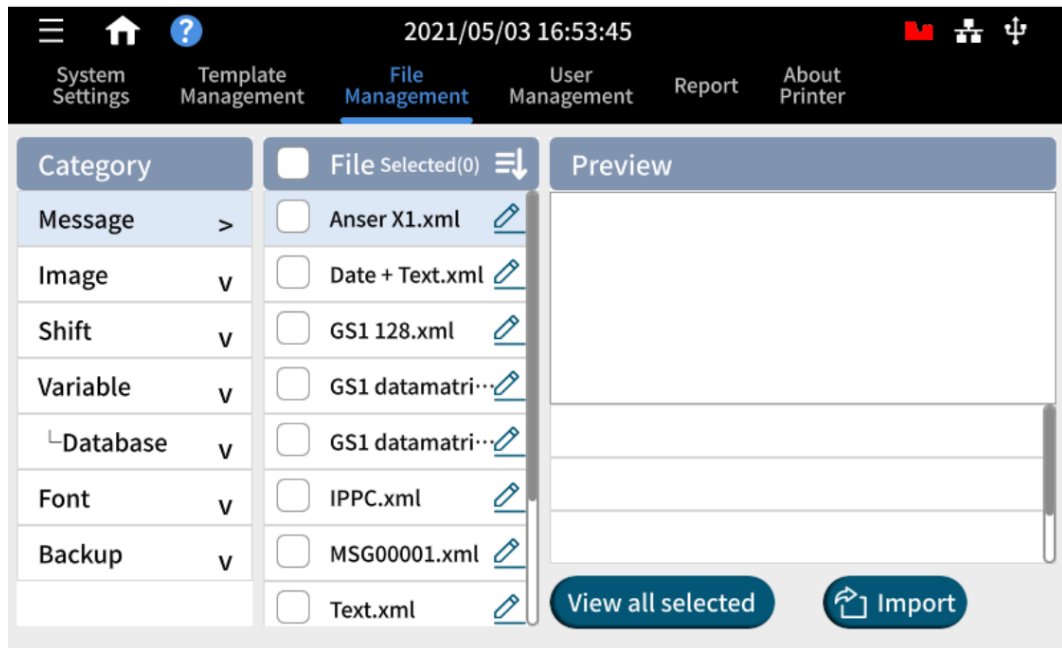 2021/05/03 16:53:45
System Settings
Template Management
File Management
User Management
Report
About Printer
Category
File Selected(0)
Preview
Message >
Image v
Shift v
Variable v
Database v
Font v
Backup v
Anser X1.xml
Date + Text.xml
GS1 128.xml
GS1 datamatri···
GS1 datamatri···
IPPC.xml
MSG00001.xml
Text.xml
View all selected
Import